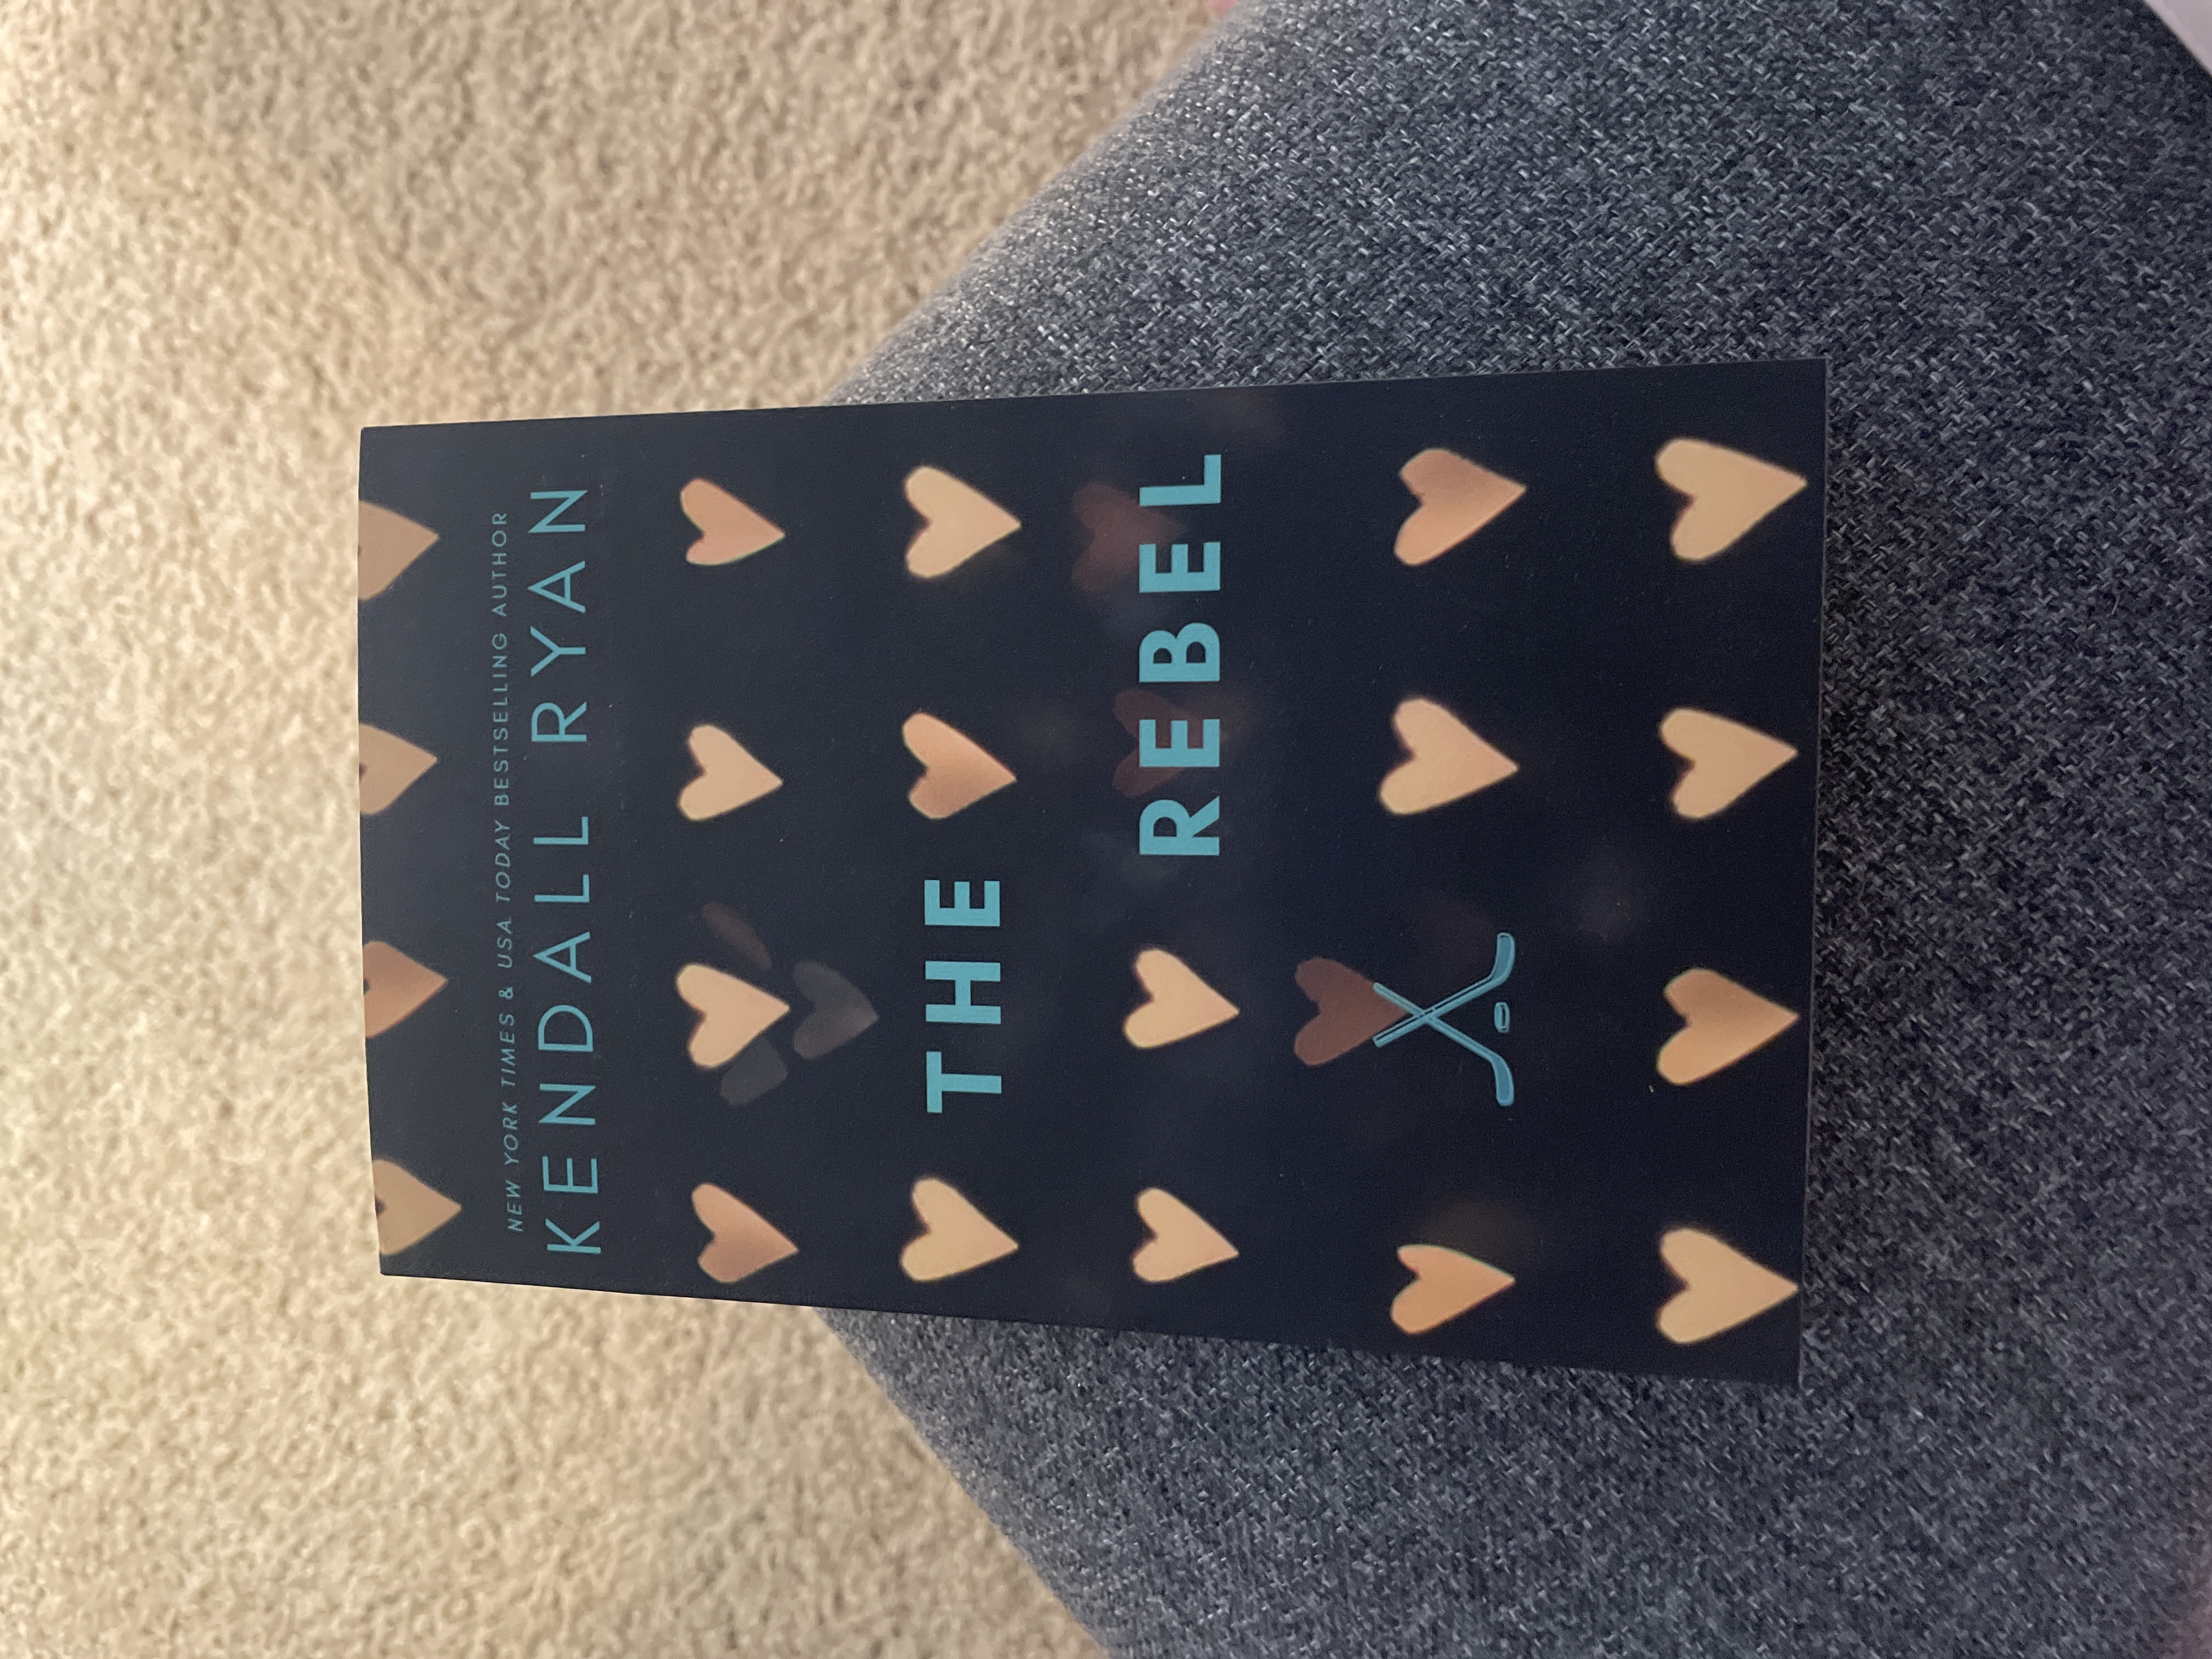 NEW YORK TIMES & USA TODAY BESTSELLING AUTHOR
KENDALL RYAN
THE
REBEL